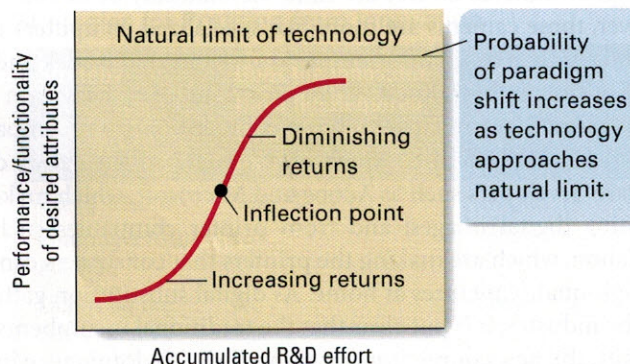 Natural limit of technology
Probability
of paradigm
shift increases
as technology
approaches
natural limit.
Performance/functionality
of desired attributes
Diminishing
returns
Inflection point
Increasing returns
Accumulated R&D effort